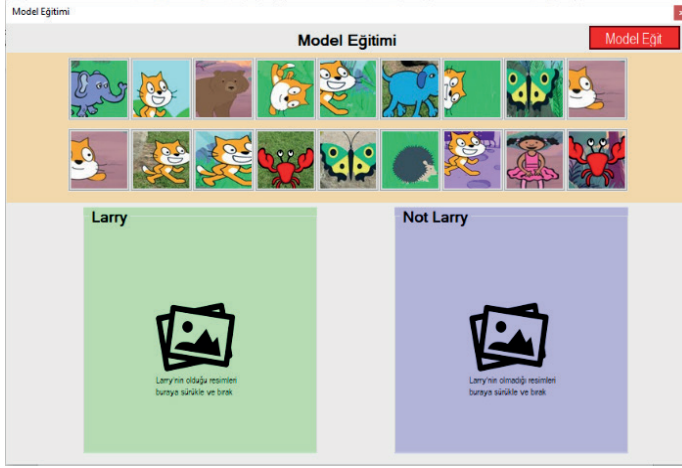 Model Eğitimi
Model Eğitimi
Model Eğit
Larry
Larry'nin olduğu resimleri
buraya sürükle ve bırak
Not Larry
Larry'nin olmadığı resimleri
buraya sürükle ve bırak